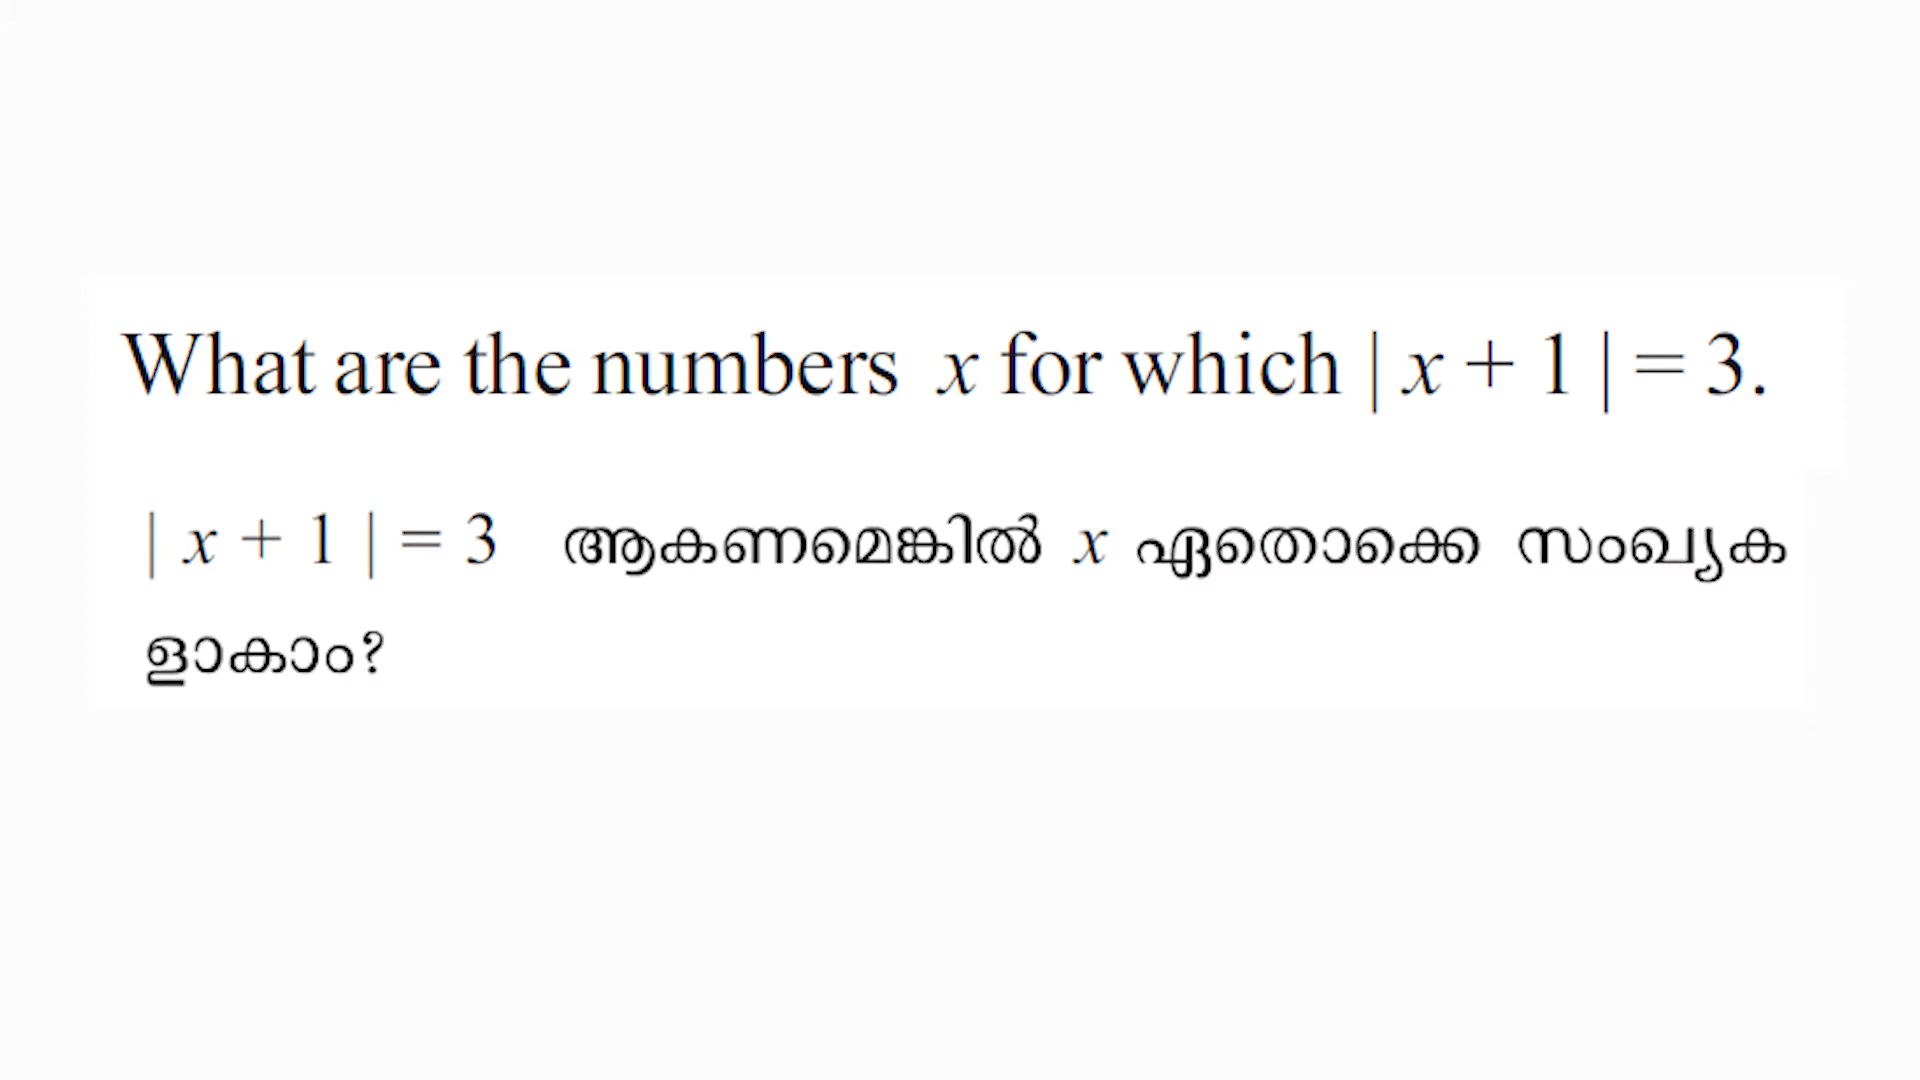 What are the numbers x for which | x + 1 | = 3.
| x + 1 | = 3 ആകണമെങ്കിൽ x ഏതൊക്കെ സംഖ്യക
ളാകാം?